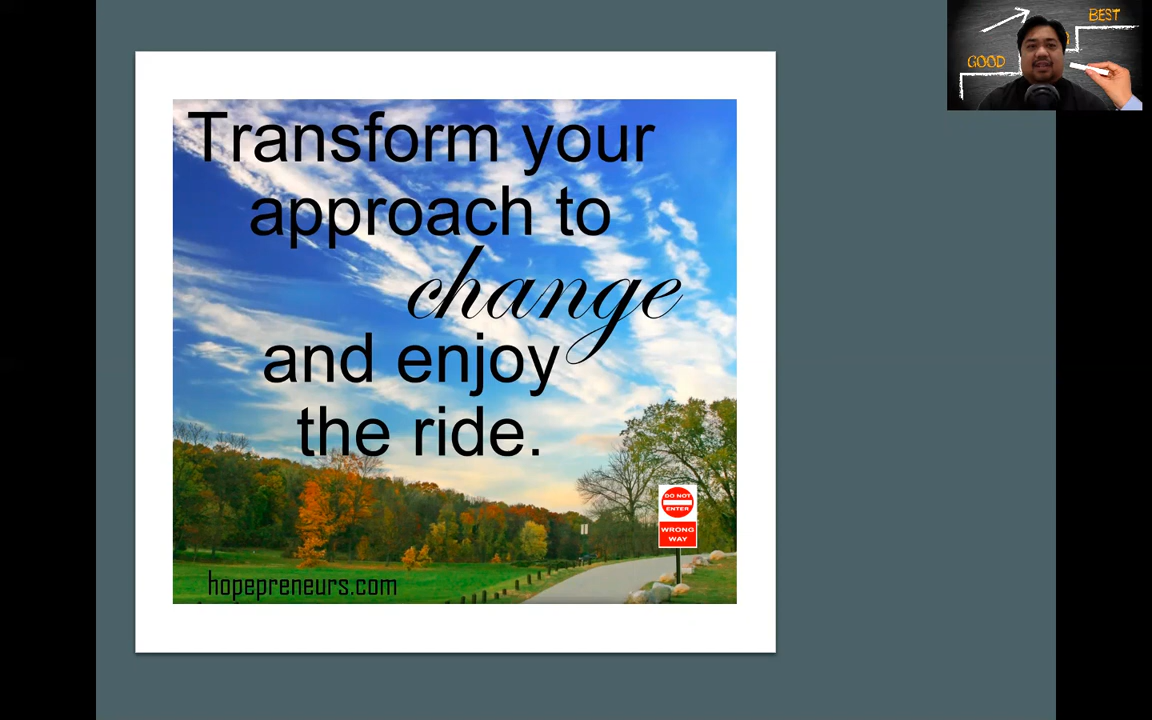 Transform your
approach to
change
and enjoy
the ride.
DO NOT
ENTER
WRONG
WAY
hopepreneurs.com
GOOD
BEST